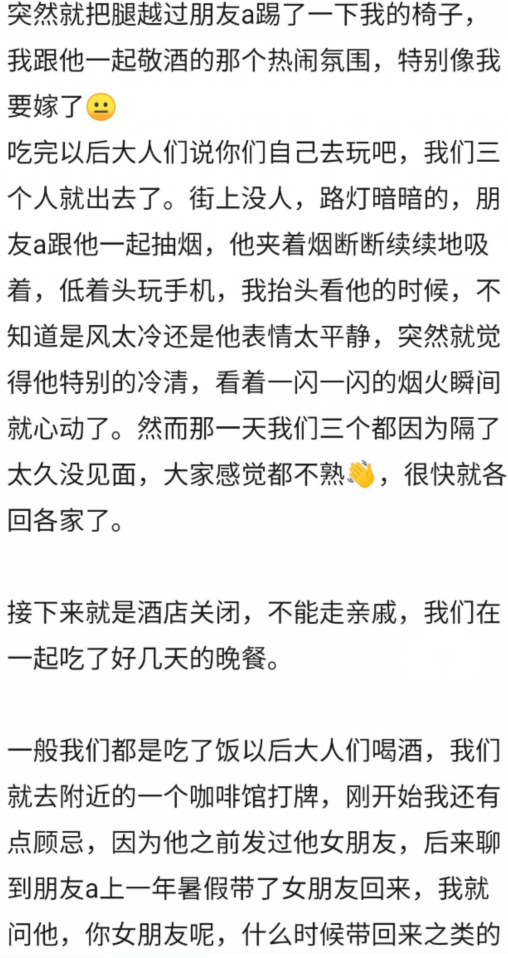 突然就把腿越过朋友a踢了一下我的椅子，
我跟他一起敬酒的那个热闹氛围，特别像我
要嫁了😐
吃完以后大人们说你们自己去玩吧，我们三
个人就出去了。街上没人，路灯暗暗的，朋
友a跟他一起抽烟，他夹着烟断断续续地吸
着，低着头玩手机，我抬头看他的时候，不
知道是风太冷还是他表情太平静，突然就觉
得他特别的冷清，看着一闪一闪的烟火瞬间
就心动了。然而那一天我们三个都因为隔了
太久没见面，大家感觉都不熟👋，很快就各
回各家了。
接下来就是酒店关闭，不能走亲戚，我们在
一起吃了好几天的晚餐。
一般我们都是吃了饭以后大人们喝酒，我们
就去附近的一个咖啡馆打牌，刚开始我还有
点顾忌，因为他之前发过他女朋友，后来聊
到朋友a上一年暑假带了女朋友回来，我就
问他，你女朋友呢，什么时候带回来之类的